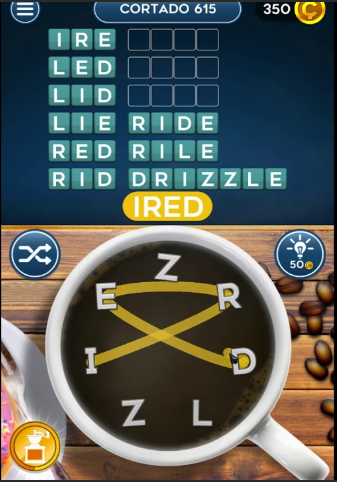 CORTADO 615 350 C
IRE
LED
LID
LIE RIDE
RED RILE
RID DRIZZLE
IRED
50
Z
E R
I D
Z L